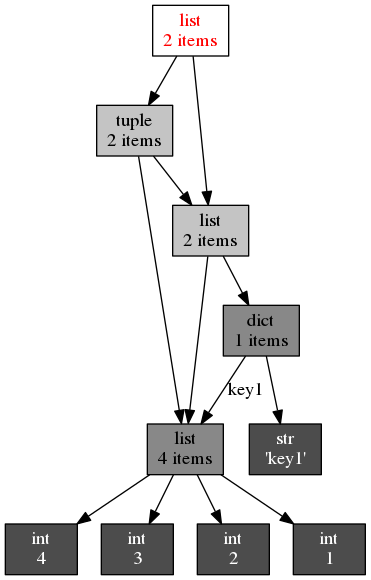 list
2 items
tuple
2 items
list
2 items
dict
1 items
key1
list
4 items
str
'key1'
int
4
int
3
int
2
int
1